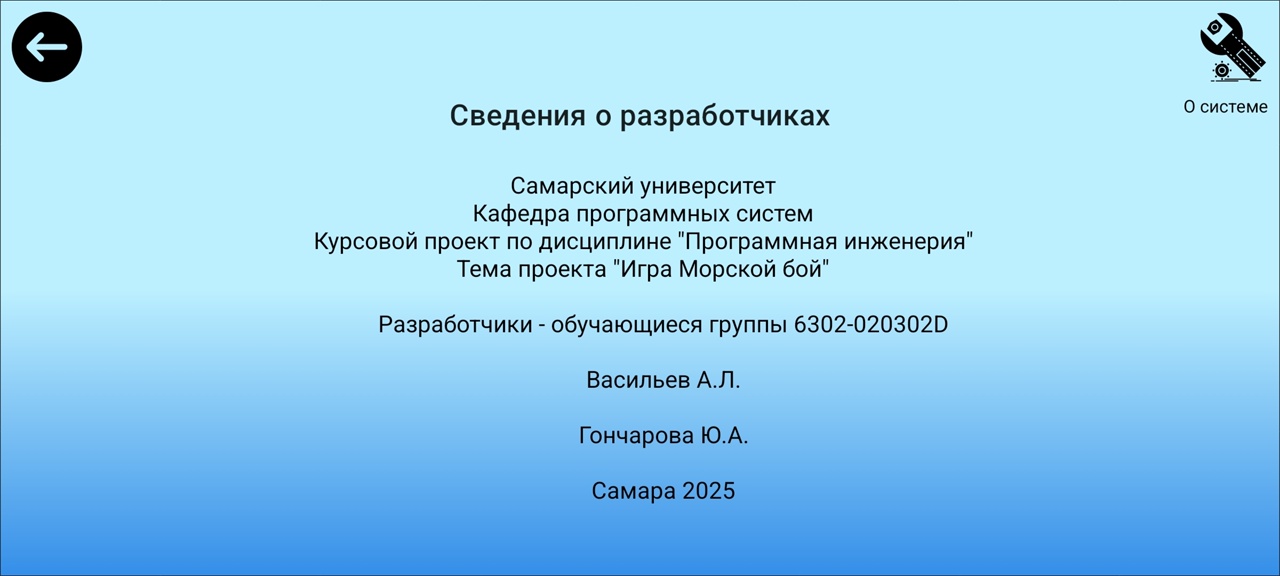 О системе
Сведения о разработчиках
Самарский университет
Кафедра программных систем
Курсовой проект по дисциплине "Программная инженерия"
Тема проекта "Игра Морской бой"
Разработчики - обучающиеся группы 6302-020302D
Васильев А.Л.
Гончарова Ю.А.
Самара 2025